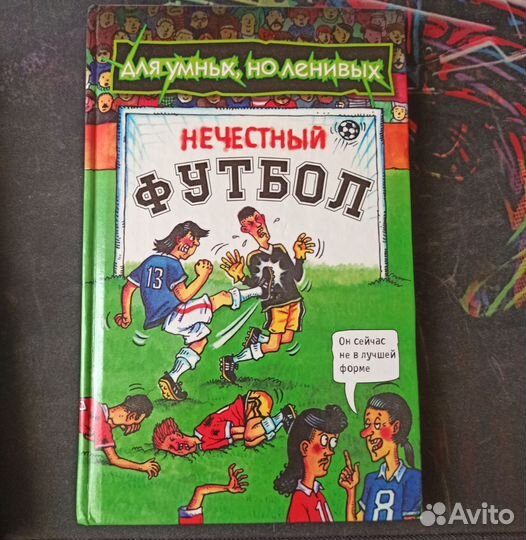 для умных, но ленивых
НЕЧЕСТНЫЙ
ФУТБОЛ
13
Он сейчас
не в лучшей
форме
8
Avito